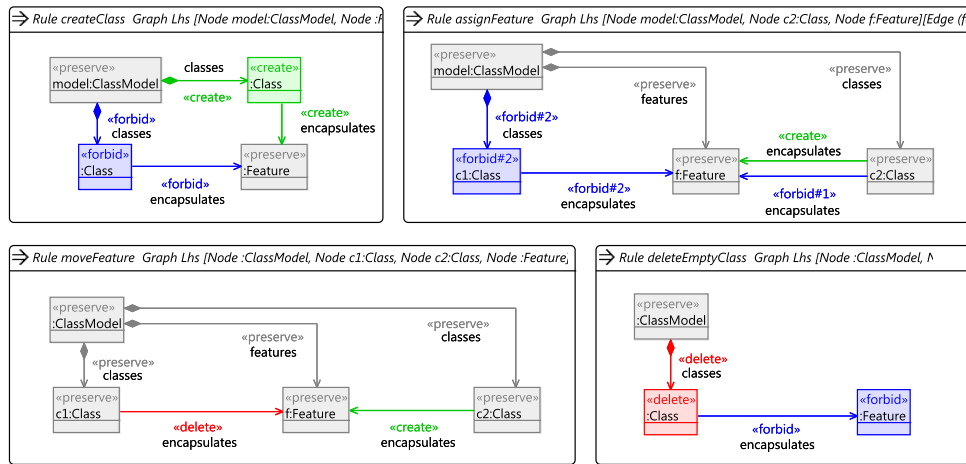 Rule createClass Graph Lhs [Node model:ClassModel, Node :F
«preserve»
model:ClassModel
classes
«create»
«create»
:Class
«forbid»
classes
«create»
encapsulates
«forbid»
:Class
«forbid»
encapsulates
«preserve»
:Feature
Rule assignFeature Graph Lhs [Node model:ClassModel, Node c2:Class, Node f:Feature][Edge (f
«preserve»
model:ClassModel
«preserve»
features
«preserve»
classes
«forbid#2»
classes
«create»
encapsulates
«forbid#2»
c1:Class
«forbid#2»
encapsulates
«preserve»
f:Feature
«forbid#1»
encapsulates
«preserve»
c2:Class
Rule moveFeature Graph Lhs [Node :ClassModel, Node c1:Class, Node c2:Class, Node :Feature]
«preserve»
:ClassModel
«preserve»
features
«preserve»
classes
«preserve»
classes
«preserve»
c1:Class
«delete»
encapsulates
«preserve»
f:Feature
«create»
encapsulates
«preserve»
c2:Class
Rule deleteEmptyClass Graph Lhs [Node :ClassModel, N
«preserve»
:ClassModel
«delete»
classes
«delete»
:Class
«forbid»
encapsulates
«forbid»
:Feature